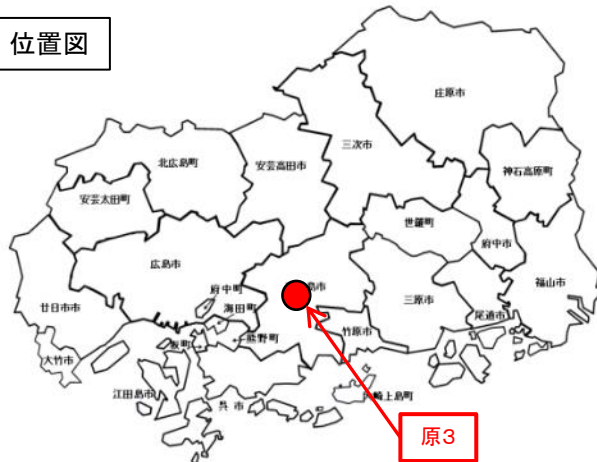 位置図
庄原市
三次市
北広島町
安芸高田市
神石高原町
安芸太田町
世羅町
府中市
広島市
福山市
府中町
島市
三原市
廿日市市
海田町
尾道市
竹原市
熊野町
坂町
大竹市
江田島市
崎上島町
呉市
原3